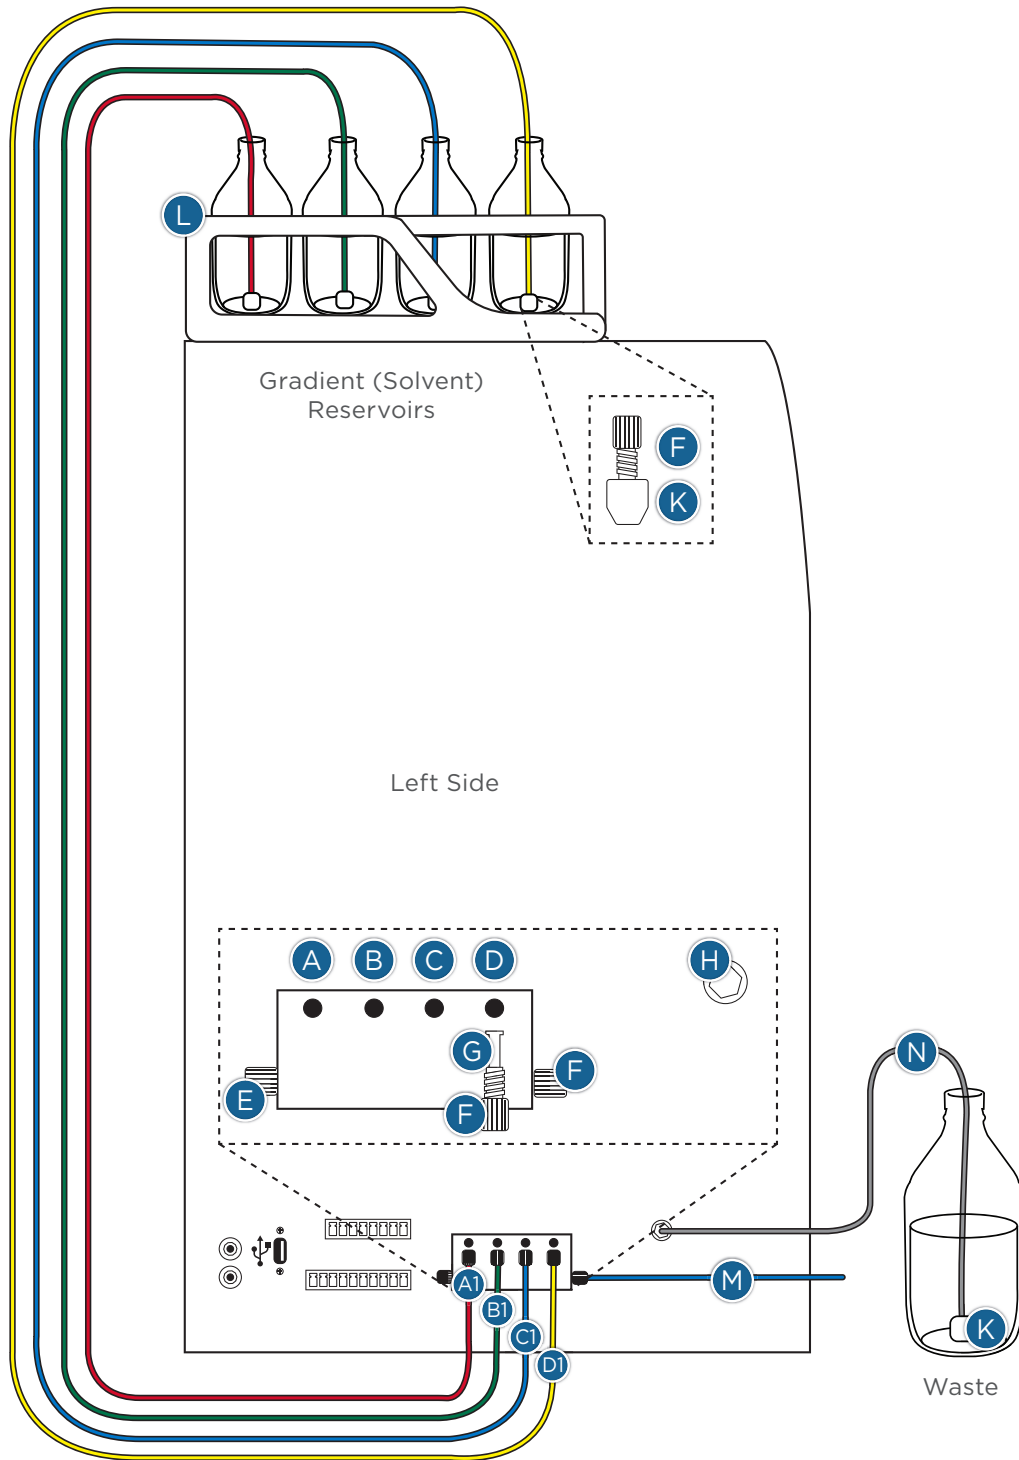 L
Gradient (Solvent)
Reservoirs
F
K
Left Side
A B C D H
G
E F F
N
A1
M
B1
C1
D1
K
Waste